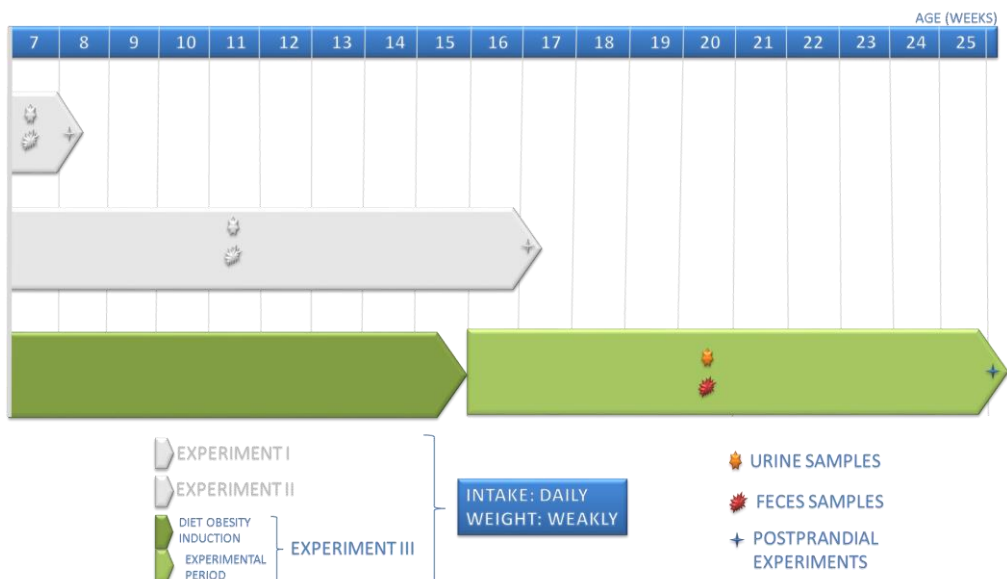 AGE (WEEKS)
7 8 9 10 11 12 13 14 15 16 17 18 19 20 21 22 23 24 25
EXPERIMENT I
EXPERIMENT II
DIET OBESITY
INDUCTION
EXPERIMENTAL
PERIOD
EXPERIMENT III
INTAKE: DAILY
WEIGHT: WEAKLY
URINE SAMPLES
FECES SAMPLES
POSTPRANDIAL
EXPERIMENTS